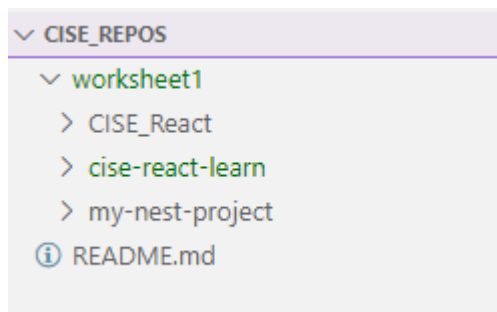 CISE_REPOS
worksheet1
CISE_React
cise-react-learn
my-nest-project
README.md